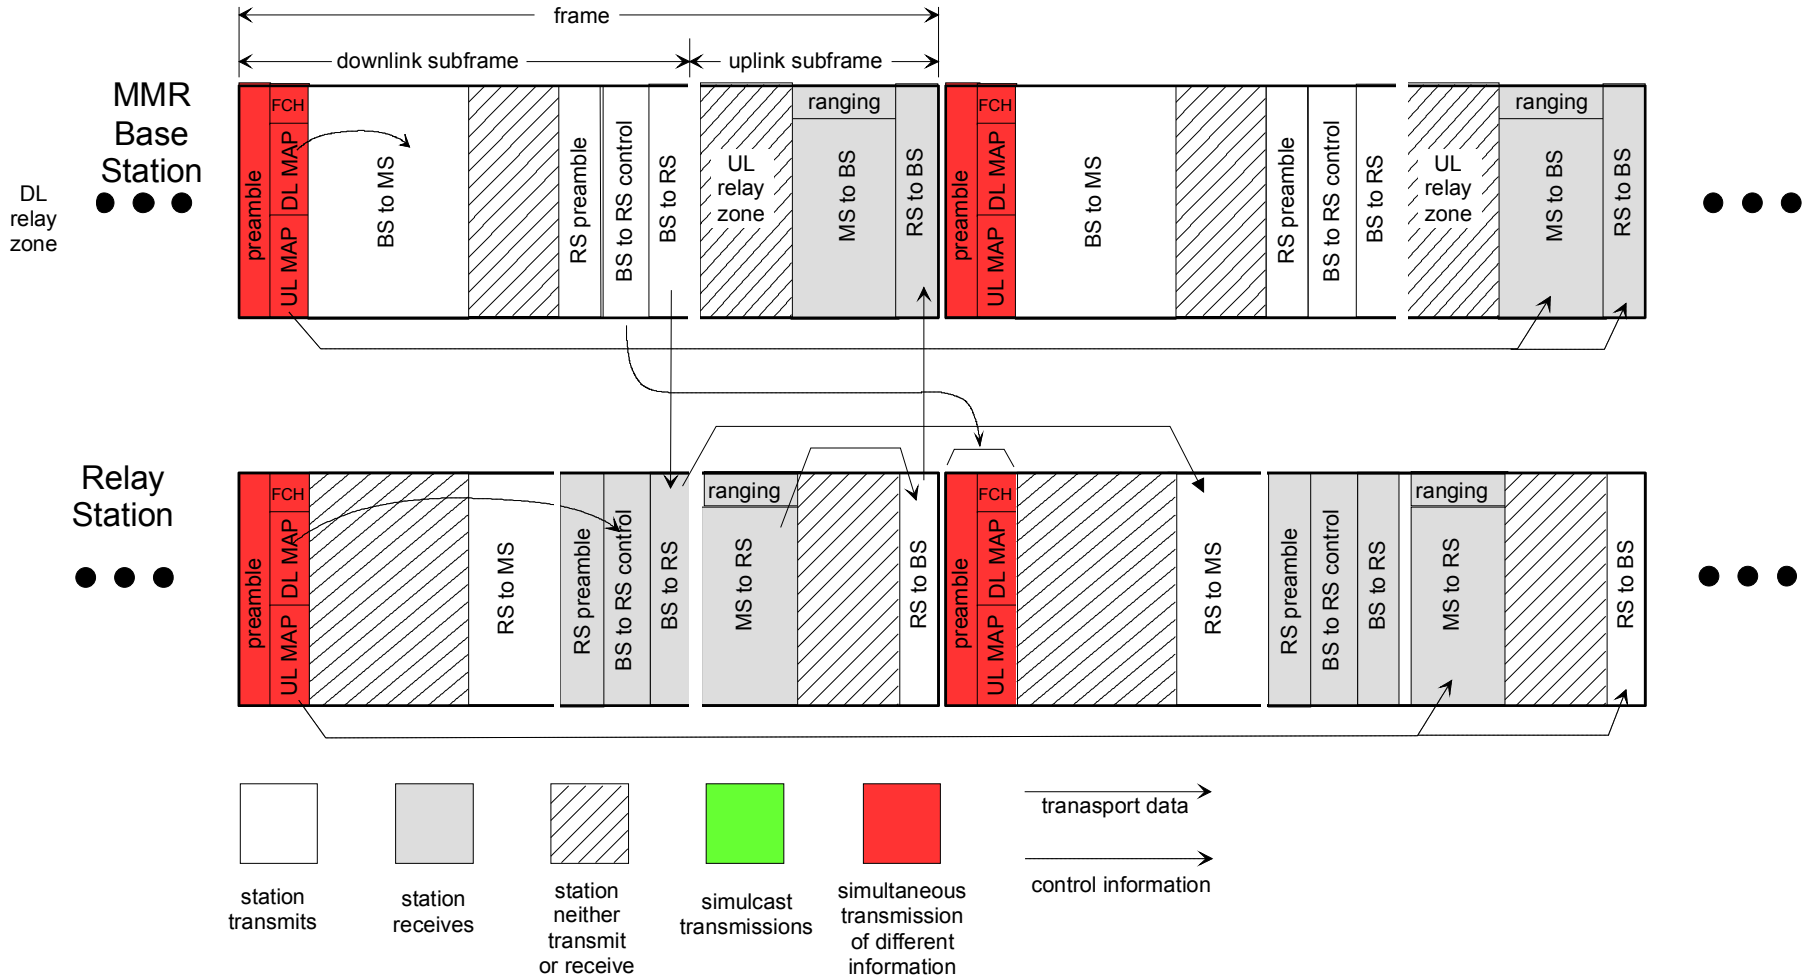 frame
downlink subframe
uplink subframe
MMR
Base
Station
DL
relay
zone
preamble
FCH
DL MAP
UL MAP
BS to MS
RS preamble
BS to RS control
BS to RS
UL
relay
zone
ranging
MS to BS
RS to BS
preamble
FCH
DL MAP
UL MAP
BS to MS
RS preamble
BS to RS control
BS to RS
UL
relay
zone
ranging
MS to BS
RS to BS
Relay
Station
preamble
FCH
DL MAP
UL MAP
RS to MS
RS preamble
BS to RS control
BS to RS
ranging
MS to RS
RS to BS
preamble
FCH
DL MAP
UL MAP
RS to MS
RS preamble
BS to RS control
BS to RS
ranging
MS to RS
RS to BS
station
transmits
station
receives
station
neither
transmit
or receive
simulcast
transmissions
simultaneous
transmission
of different
information
tranasport data
control information